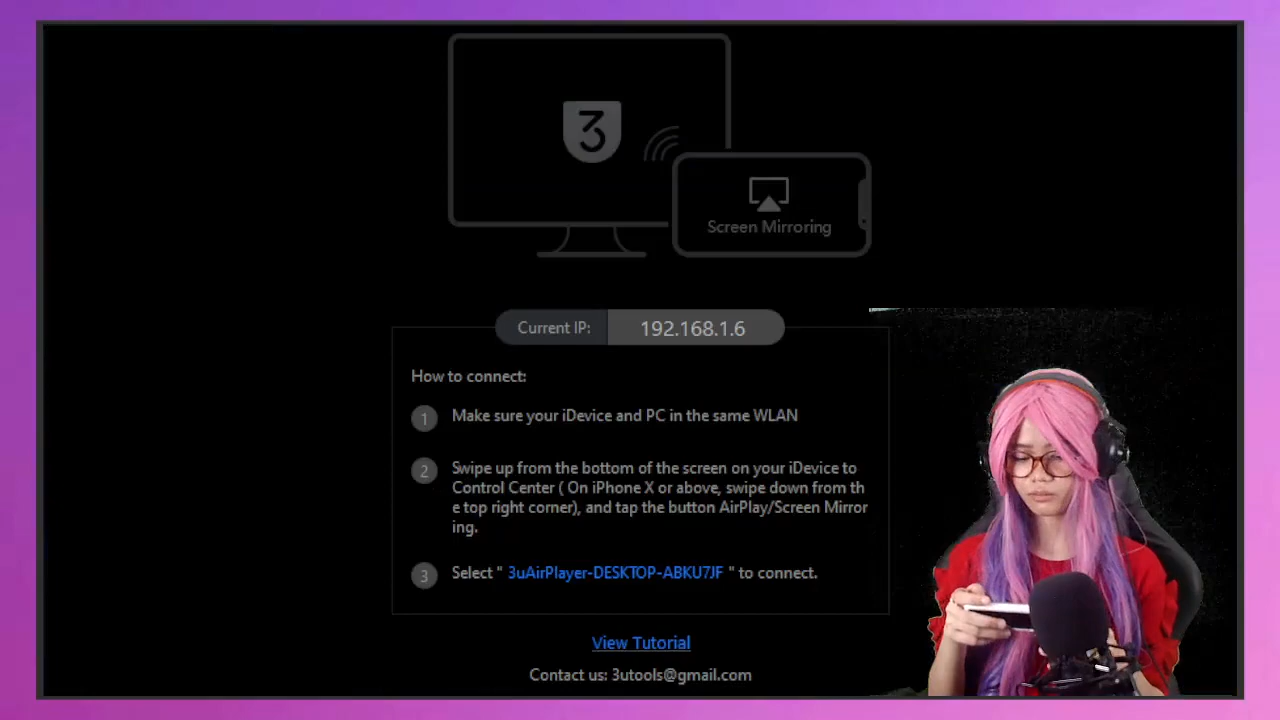 3
Screen Mirroring
Current IP: 192.168.1.6
How to connect:
1 Make sure your iDevice and PC in the same WLAN
2 Swipe up from the bottom of the screen on your iDevice to
Control Center ( On iPhone X or above, swipe down from th
e top right corner), and tap the button AirPlay/Screen Mirror
ing.
3 Select " 3uAirPlayer-DESKTOP-ABKU7JF " to connect.
View Tutorial
Contact us: 3utools@gmail.com